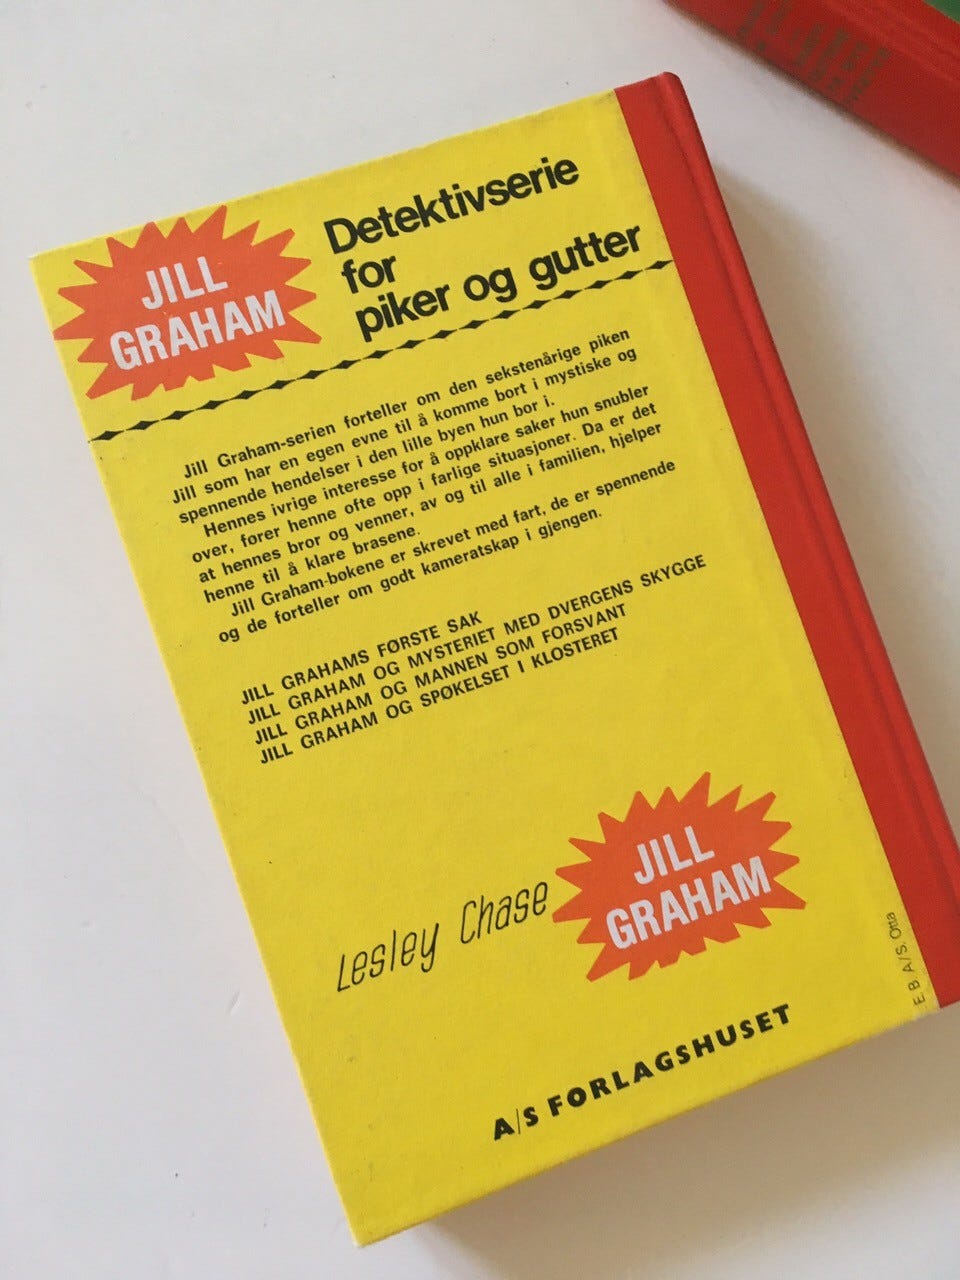 JILL
GRAHAM
Detektivserie
for
piker og gutter
Jill Graham-serien forteller om den sekstenårige piken
Jill som har en egen evne til å komme bort i mystiske og
spennende hendelser i den lille byen hun bor i.
Hennes ivrige interesse for å oppklare saker hun snubler
over, fører henne ofte opp i farlige situasjoner. Da er det
at hennes bror og venner, av og til alle i familien, hjelper
henne til å klare brasene.
Jill Graham-bøkene er skrevet med fart, de er spennende
og de forteller om godt kameratskap i gjengen.
JILL GRAHAMS FØRSTE SAK
JILL GRAHAM OG MYSTERIET MED DVERGENS SKYGGE
JILL GRAHAM OG MANNEN SOM FORSVANT
JILL GRAHAM OG SPØKELSET I KLOSTERET
Lesley Chase
JILL
GRAHAM
E. B. A/S. Otta
A/S FORLAGSHUSET